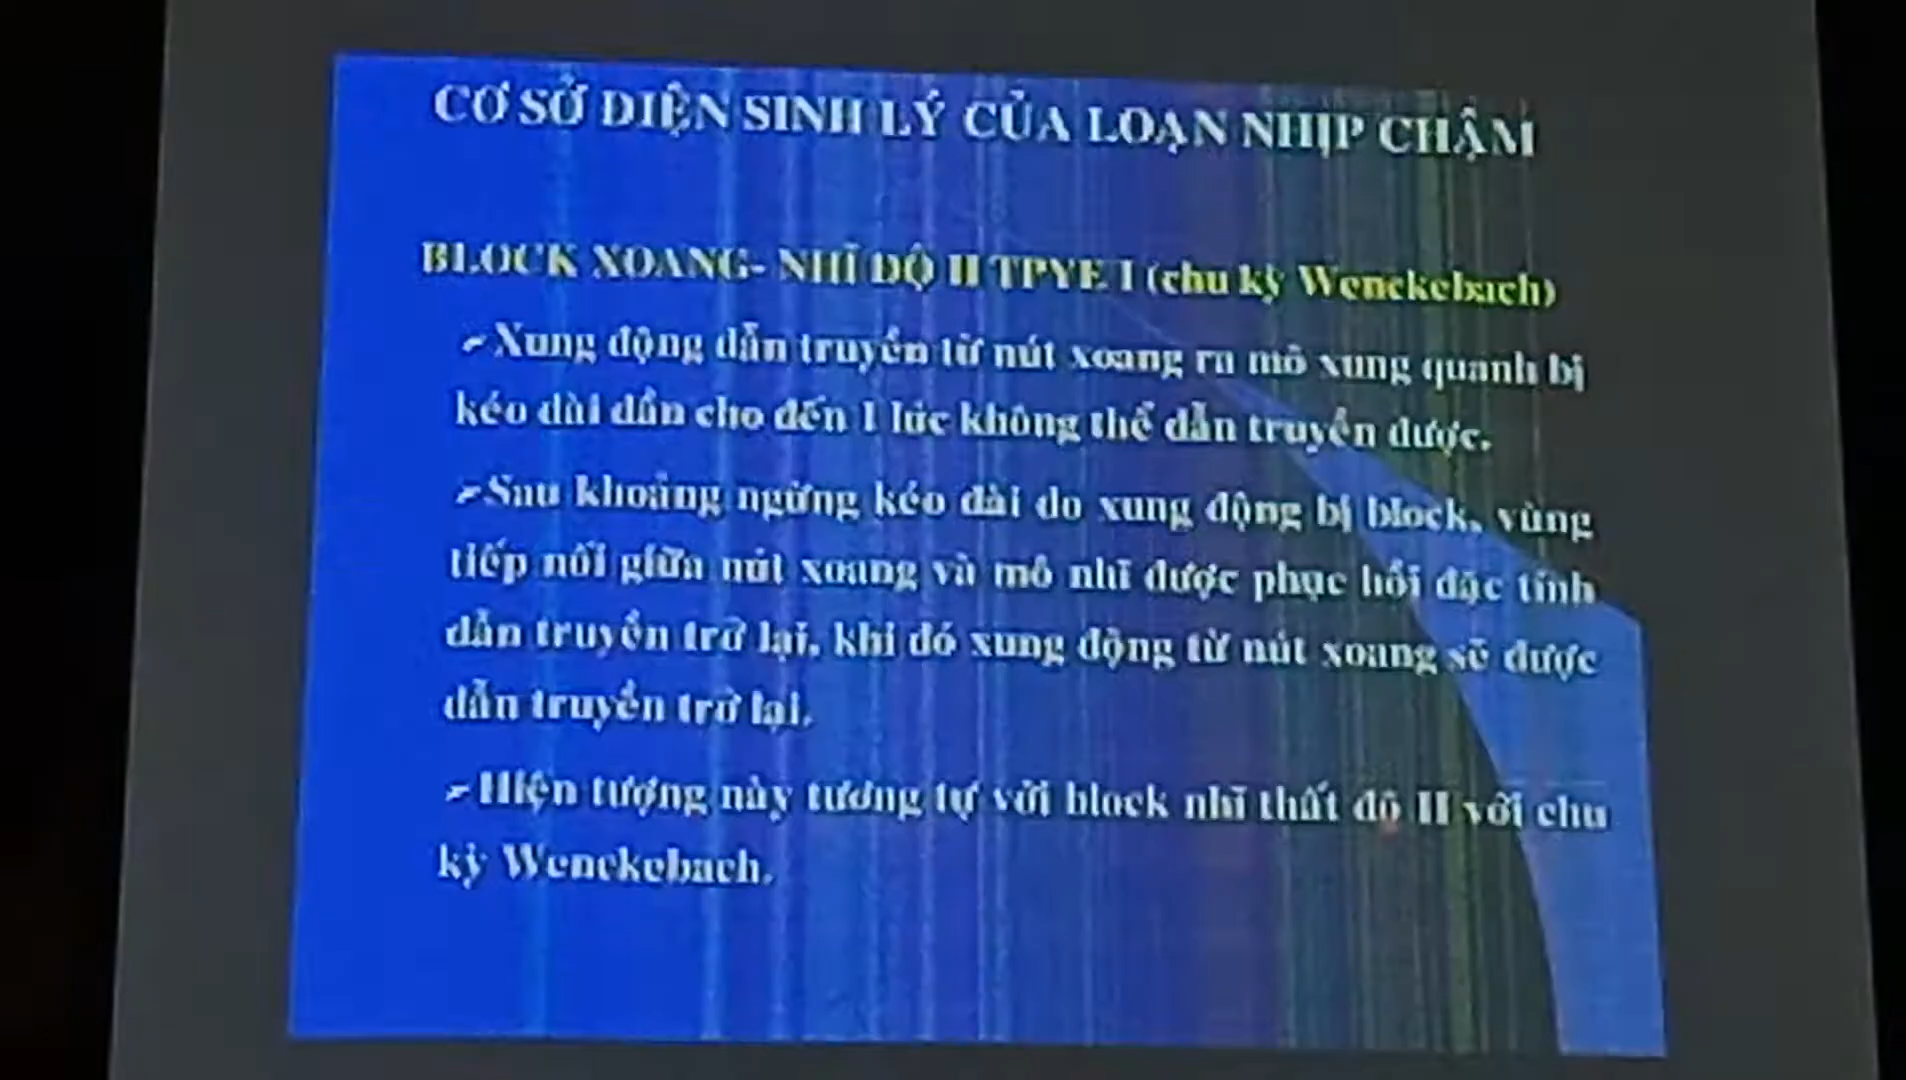 CƠ SỞ ĐIỆN SINH LÝ CỦA LOẠN NHỊP CHẬM
BLOCK XOANG- NHĨ ĐỘ II TPYE I (chu kỳ Wenckebach)
➢Xung động dẫn truyền từ nút xoang ra mô xung quanh bị
kéo dài dần cho đến 1 lúc không thể dẫn truyền được.
➢Sau khoảng ngừng kéo dài do xung động bị block, vùng
tiếp nối giữa nút xoang và mô nhĩ được phục hồi đặc tính
dẫn truyền trở lại, khi đó xung động từ nút xoang sẽ được
dẫn truyền trở lại.
➢Hiện tượng này tương tự với block nhĩ thất độ II với chu
kỳ Wenckebach.